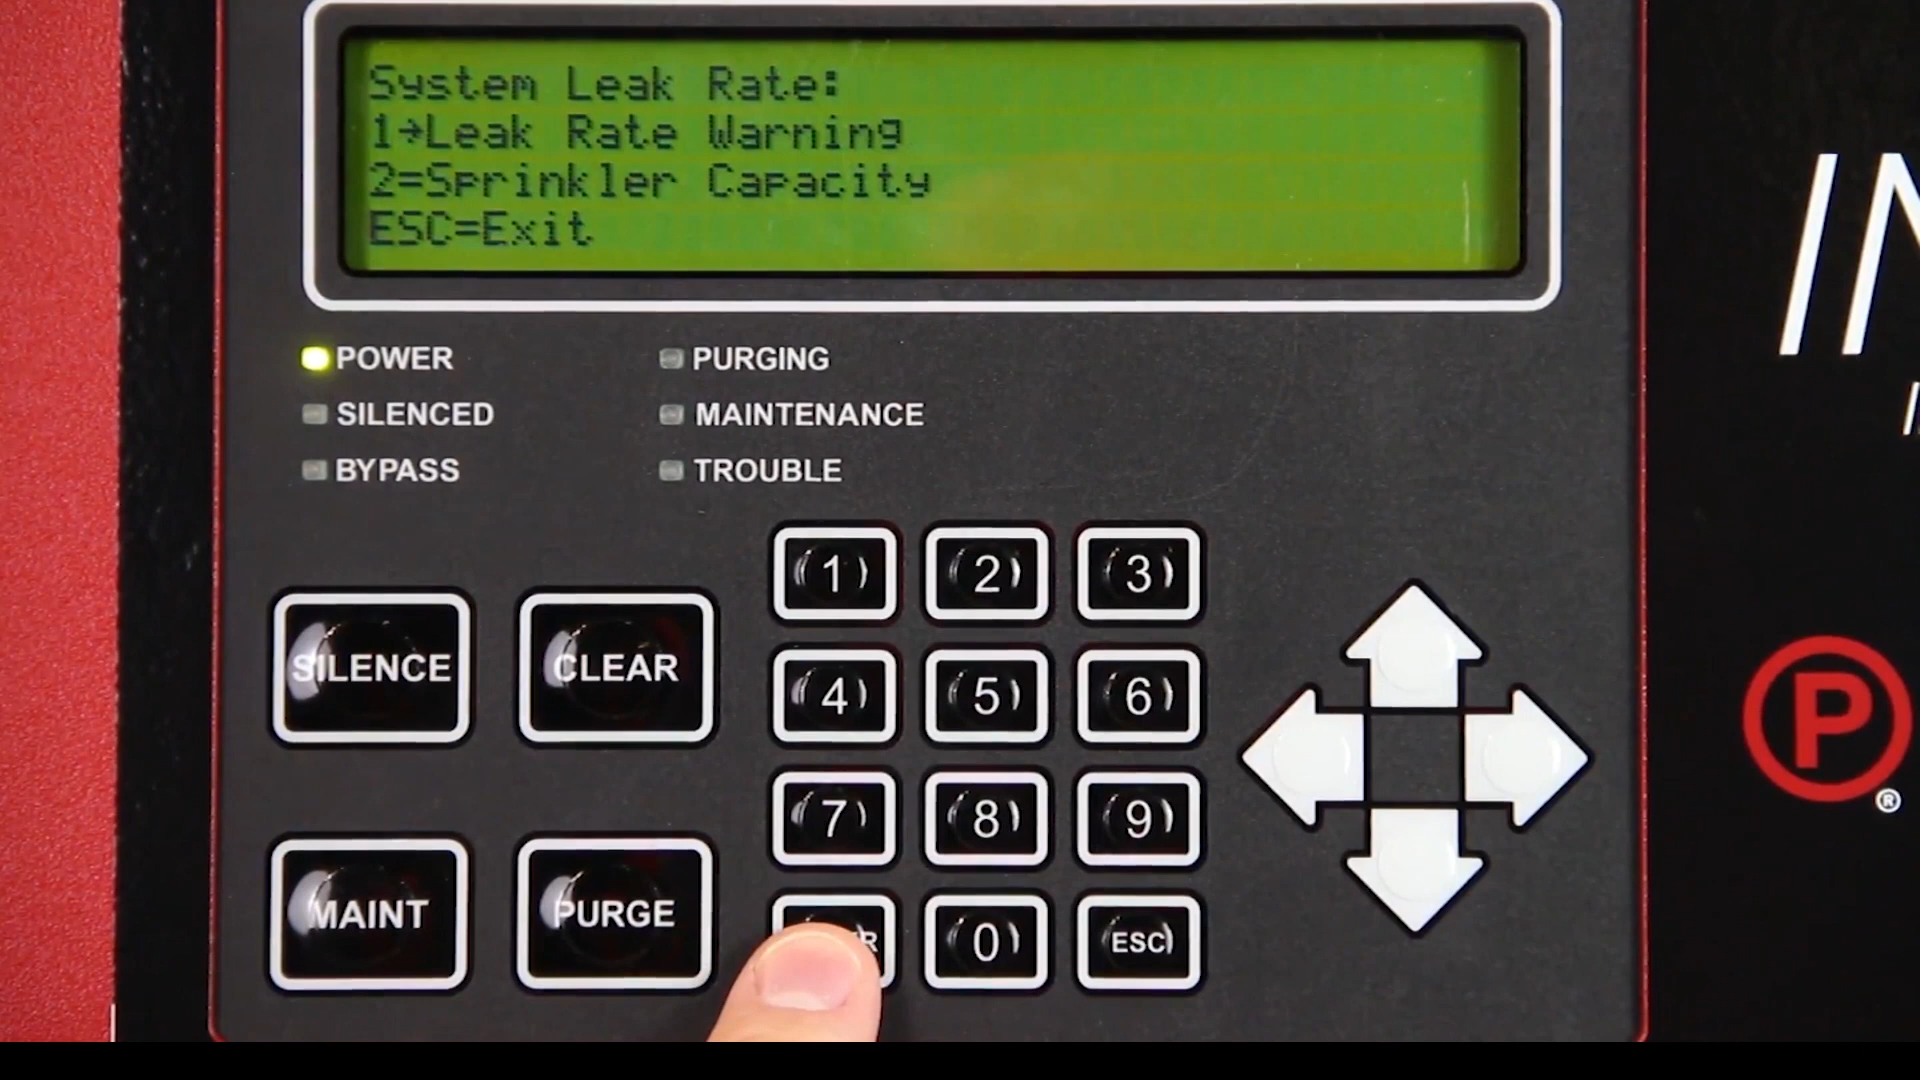 System Leak Rate:
1→Leak Rate Warning
2=Sprinkler Capacity
ESC=Exit
POWER
PURGING
SILENCED
MAINTENANCE
BYPASS
TROUBLE
SILENCE
CLEAR
1
2
3
4
5
6
MAINT
PURGE
7
8
9
0
ESC
P
®